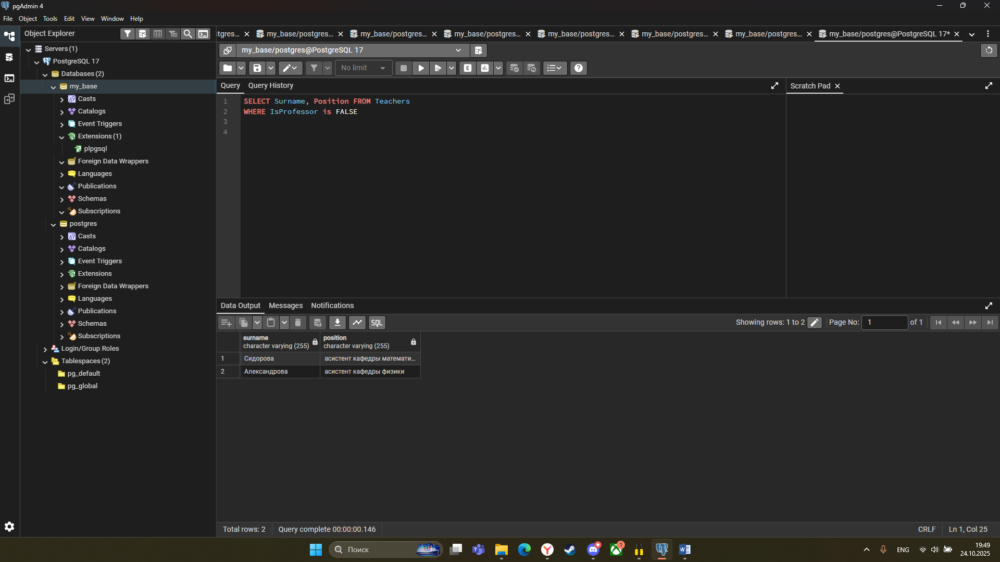 pgAdmin 4
File Object Tools Edit View Window Help
Object Explorer
Servers (1)
PostgreSQL 17
Databases (2)
my_base
Casts
Catalogs
Event Triggers
Extensions (1)
plpgsql
Foreign Data Wrappers
Languages
Publications
Schemas
Subscriptions
postgres
Casts
Catalogs
Event Triggers
Extensions
Foreign Data Wrappers
Languages
Publications
Schemas
Subscriptions
Login/Group Roles
Tablespaces (2)
pg_default
pg_global
tgres... my_base/postgres... my_base/postgres... my_base/postgres... my_base/postgres... my_base/postgres... my_base/postgres... my_base/postgres@PostgreSQL 17*
my_base/postgres@PostgreSQL 17
No limit E
Query Query History
Scratch Pad
1 SELECT Surname, Position FROM Teachers
2 WHERE IsProfessor is FALSE
3
4
Data Output Messages Notifications
SQL Showing rows: 1 to 2 Page No: 1 of 1
surname position
character varying (255) character varying (255)
1 Сидорова асистент кафедры математи...
2 Александрова асистент кафедры физики
Total rows: 2 Query complete 00:00:00.146 CRLF Ln 1, Col 25
Поиск
1
ENG
19:49
24.10.2025